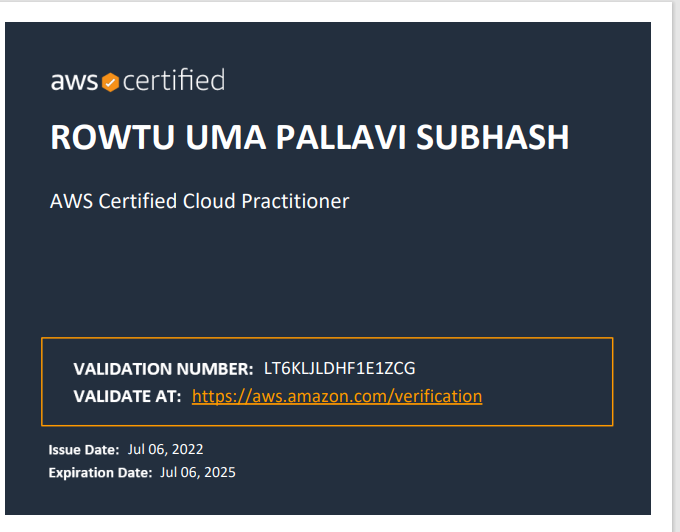 aws certified
ROWTU UMA PALLAVI SUBHASH
AWS Certified Cloud Practitioner
VALIDATION NUMBER: LT6KLJLDHF1E1ZCG
VALIDATE AT: https://aws.amazon.com/verification
Issue Date: Jul 06, 2022
Expiration Date: Jul 06, 2025